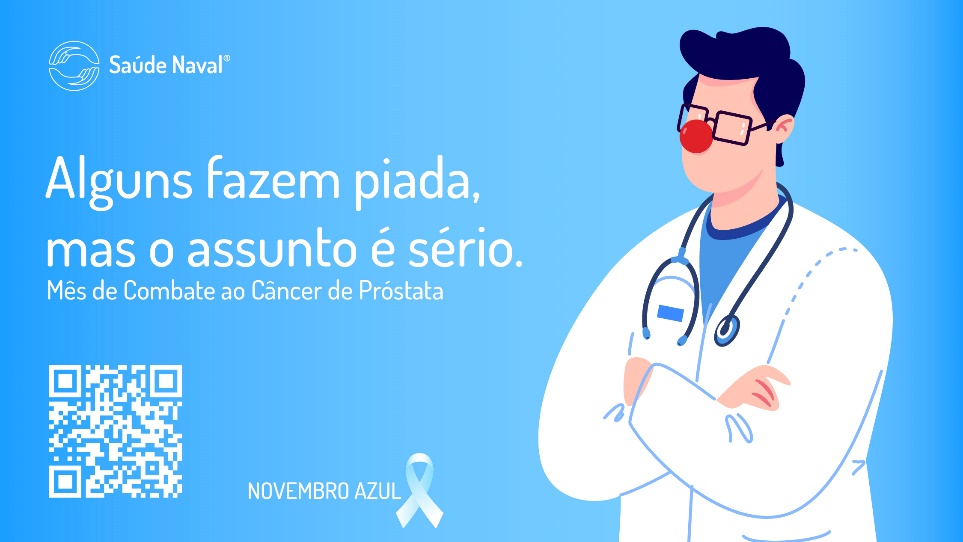 Saúde Naval®
Alguns fazem piada,
mas o assunto é sério.
Mês de Combate ao Câncer de Próstata
NOVEMBRO AZUL